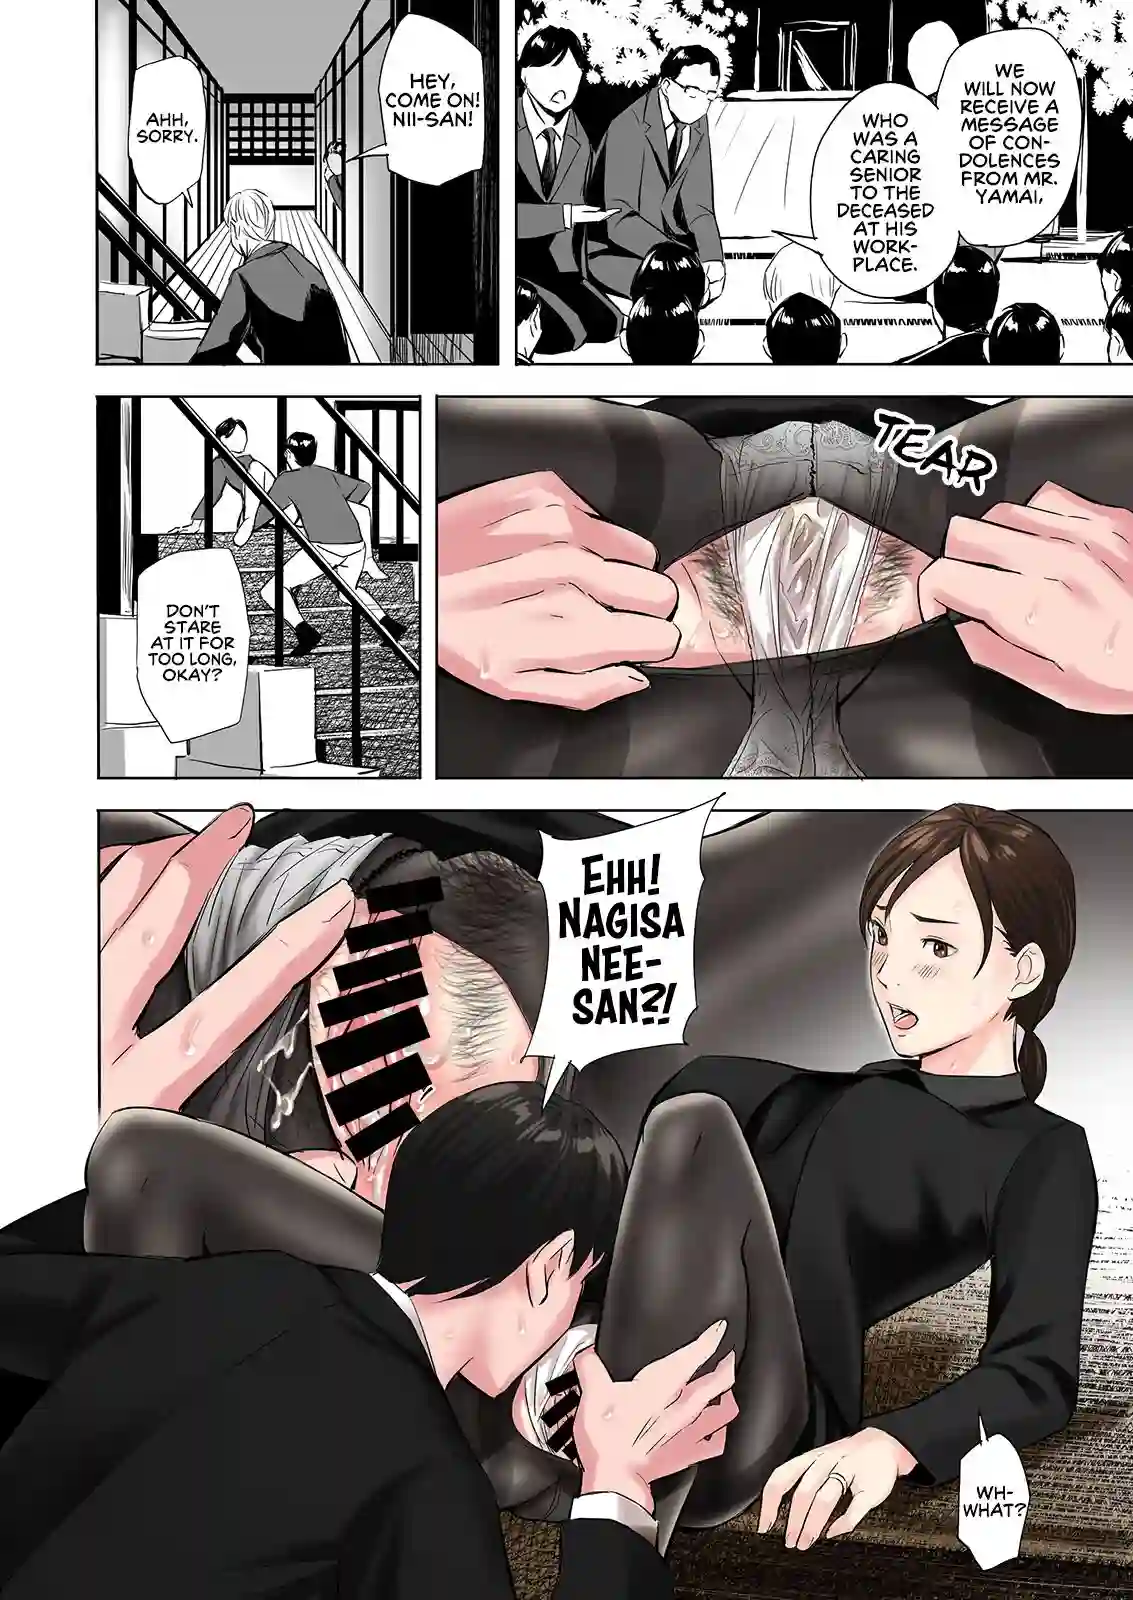 WE
WILL NOW
RECEIVE A
MESSAGE
OF CON-
DOLENCES
FROM MR.
YAMAI,
WHO
WAS A
CARING
SENIOR
TO THE
DECEASED
AT HIS
WORK-
PLACE.
HEY,
COME ON!
NII-SAN!
AHH,
SORRY.
TEAR
DON'T
STARE
AT IT FOR
TOO LONG,
OKAY?
EHH!
NAGISA
NEE-
SAN?!
WH-
WHAT?